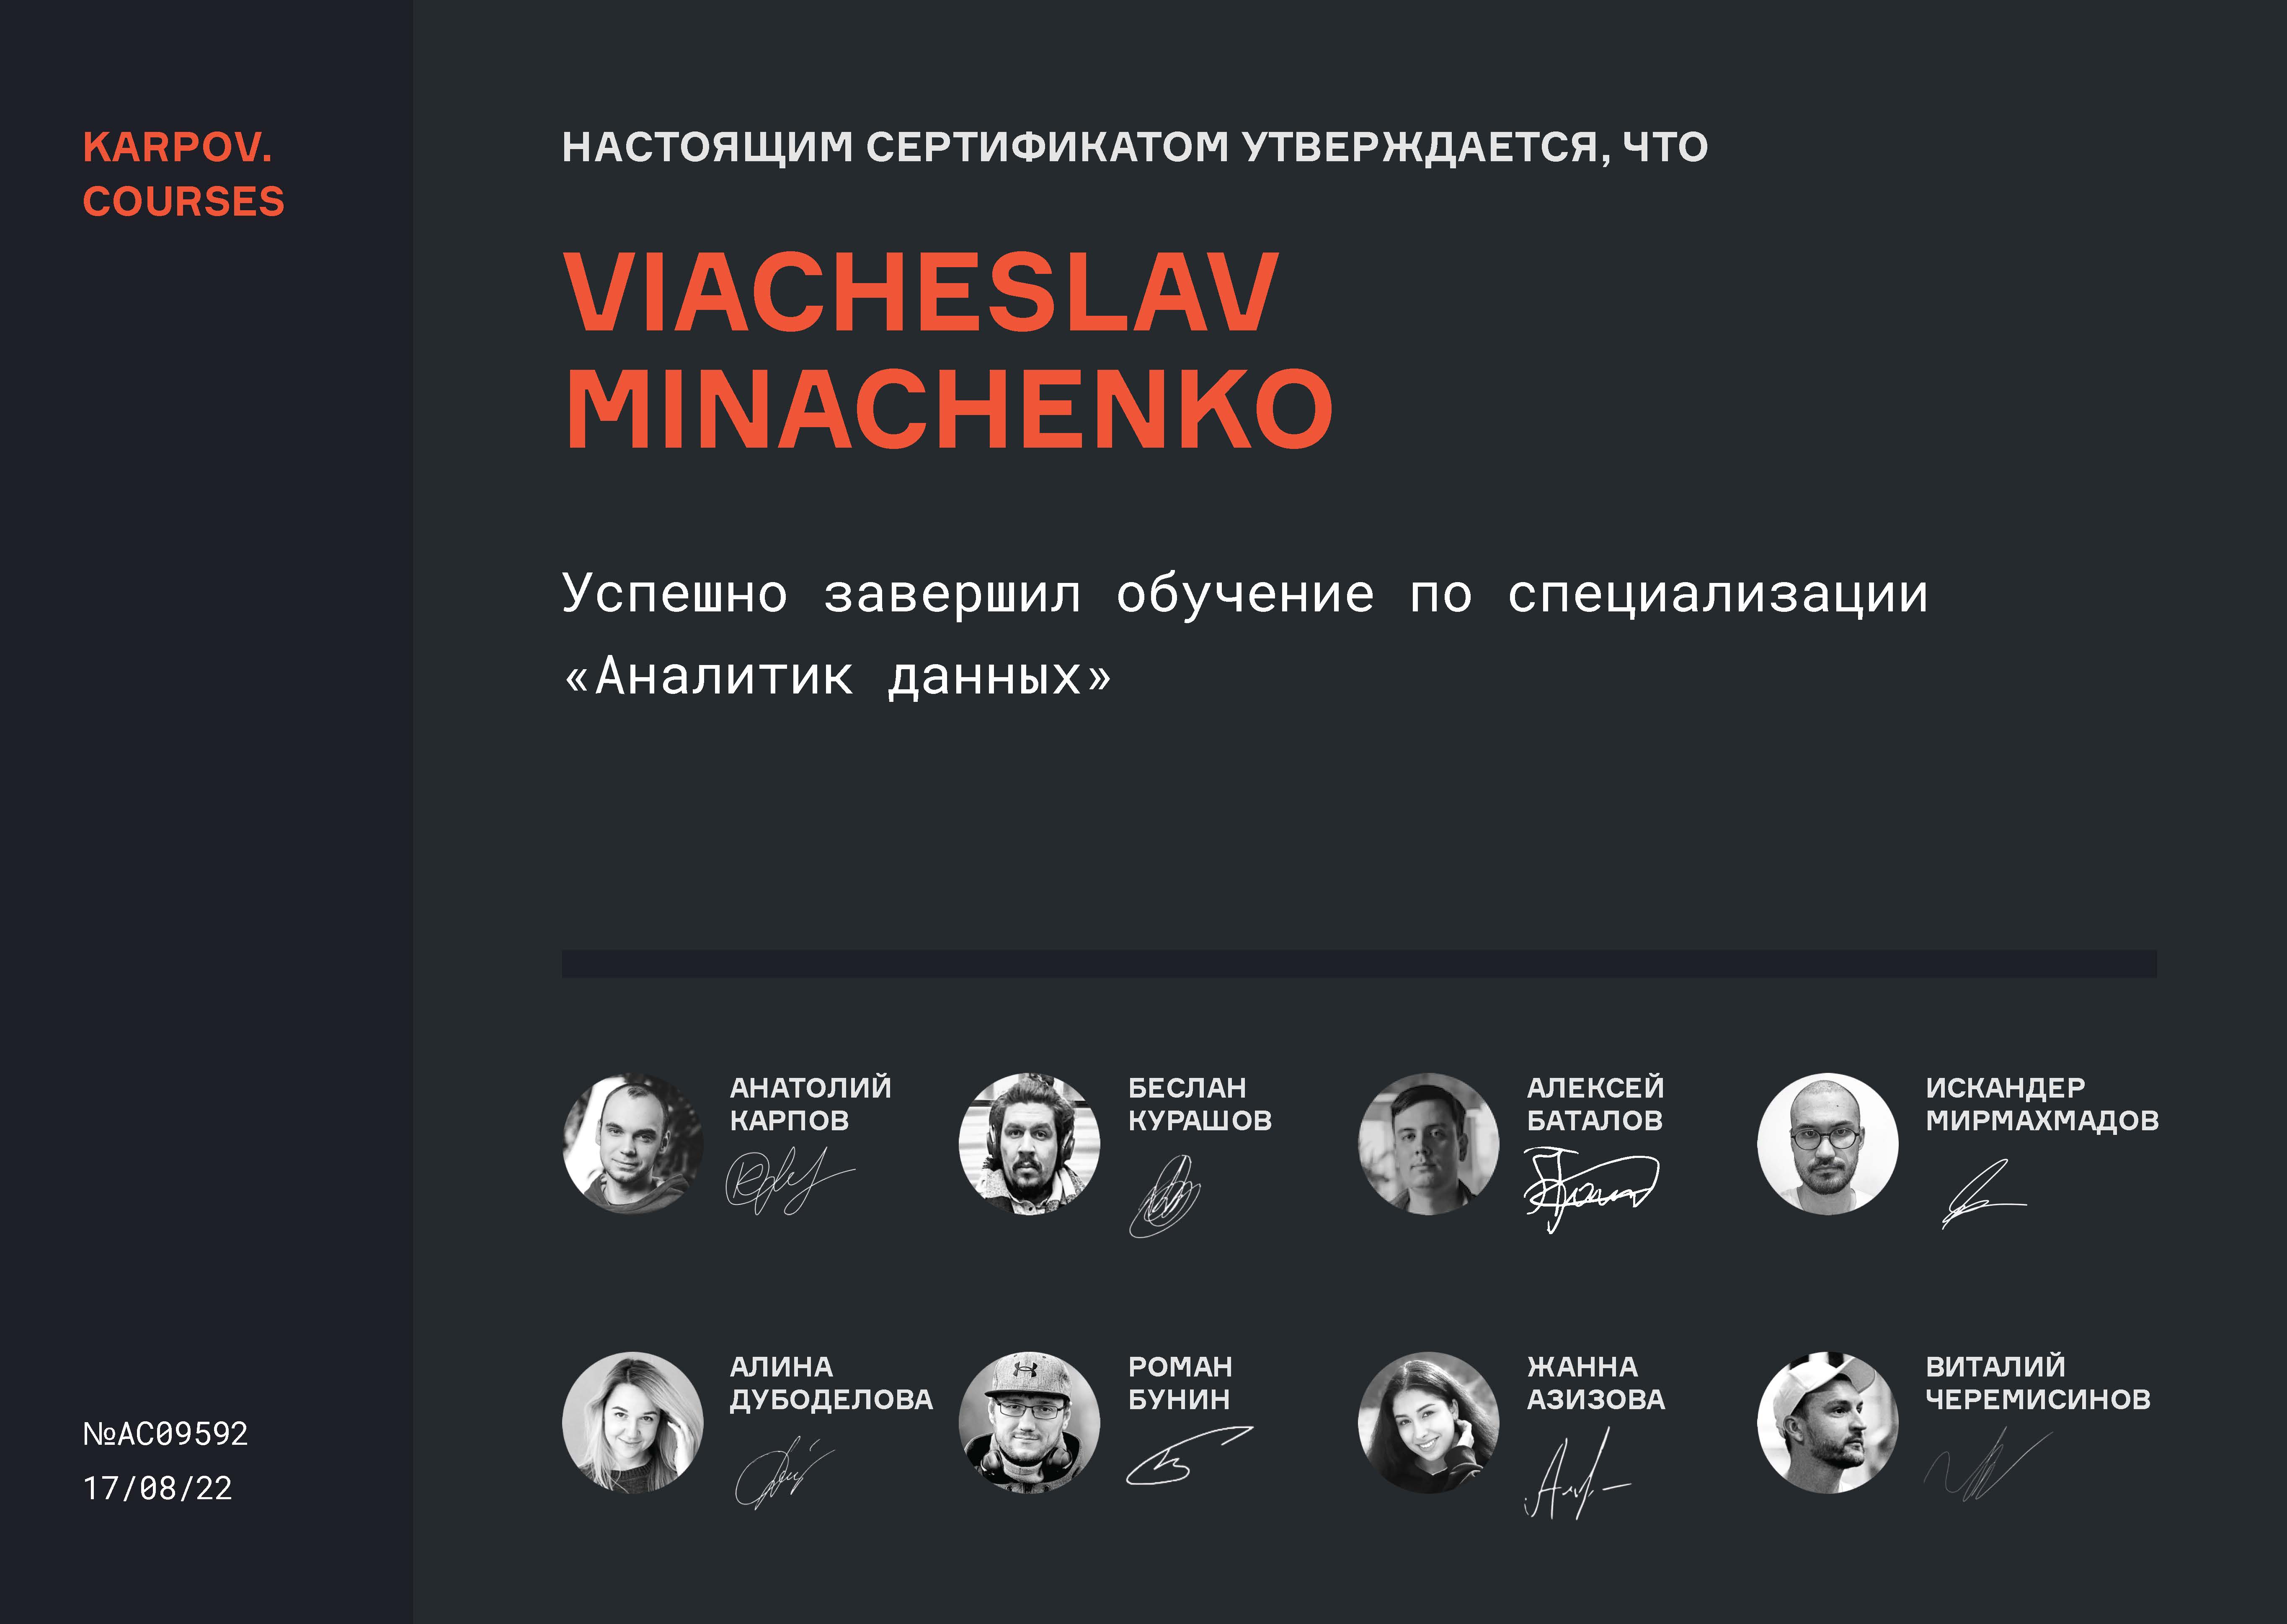 KARPOV.
COURSES
НАСТОЯЩИМ СЕРТИФИКАТОМ УТВЕРЖДАЕТСЯ, ЧТО
VIACHESLAV
MINACHENKO
Успешно завершил обучение по специализации
«Аналитик данных»
АНАТОЛИЙ
КАРПОВ
БЕСЛАН
КУРАШОВ
АЛЕКСЕЙ
БАТАЛОВ
ИСКАНДЕР
МИРМАХМАДОВ
АЛИНА
ДУБОДЕЛОВА
РОМАН
БУНИН
ЖАННА
АЗИЗОВА
ВИТАЛИЙ
ЧЕРЕМИСИНОВ
№AC09592
17/08/22